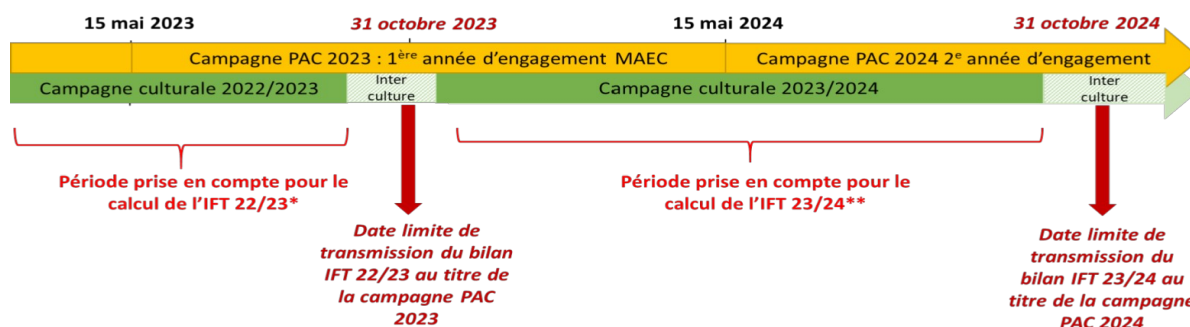 15 mai 2023
31 octobre 2023
15 mai 2024
31 octobre 2024
Campagne PAC 2023 : 1ère année d'engagement MAEC
Campagne PAC 2024 2e année d'engagement
Campagne culturale 2022/2023
Inter
culture
Campagne culturale 2023/2024
Inter
culture
Période prise en compte pour le
calcul de l'IFT 22/23*
Période prise en compte pour le
calcul de l'IFT 23/24**
Date limite de
transmission du bilan
IFT 22/23 au titre de
la campagne PAC
2023
Date limite de
transmission du
bilan IFT 23/24 au
titre de la campagne
PAC 2024